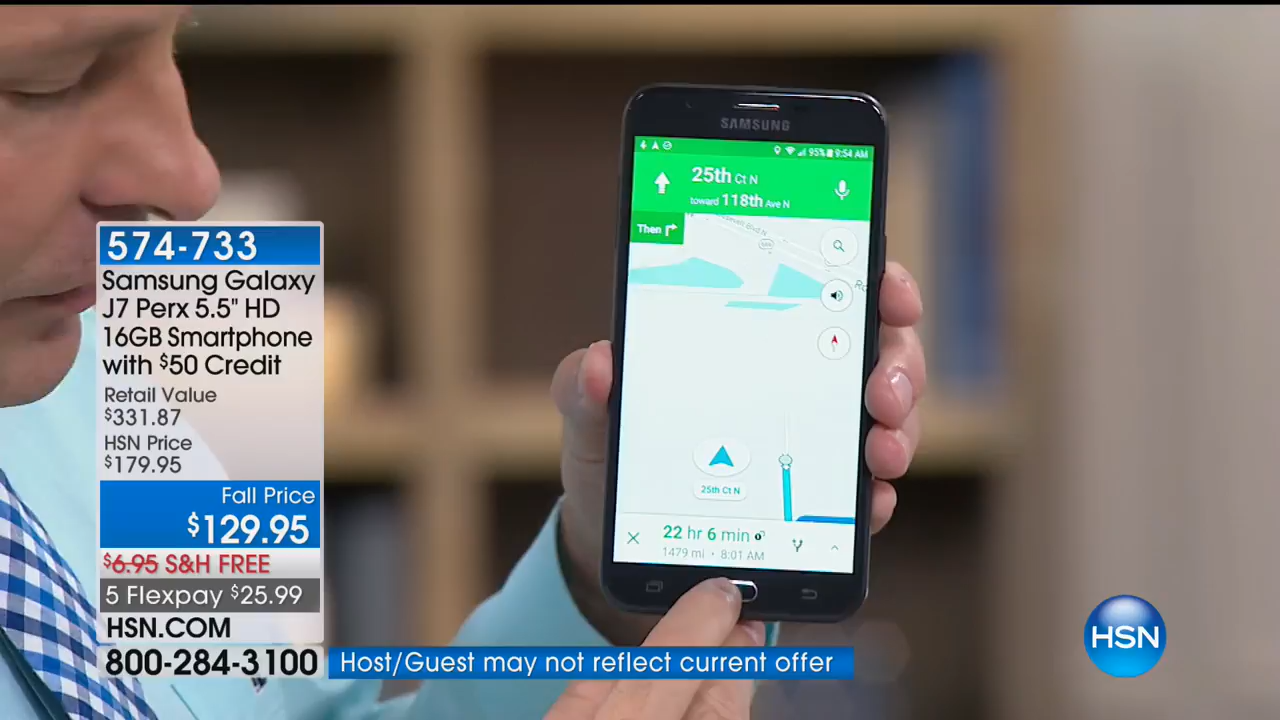 574-733
Samsung Galaxy
J7 Perx 5.5" HD
16GB Smartphone
with $50 Credit
Retail Value
$331.87
HSN Price
$179.95
Fall Price
$129.95
$6.95 S&H FREE
5 Flexpay $25.99
HSN.COM
800-284-3100
Host/Guest may not reflect current offer
SAMSUNG
95% 9:54 AM
25th Ct N
toward 118th Ave N
Then
25th Ct N
22 hr 6 min
1479 mi • 8:01 AM
HSN